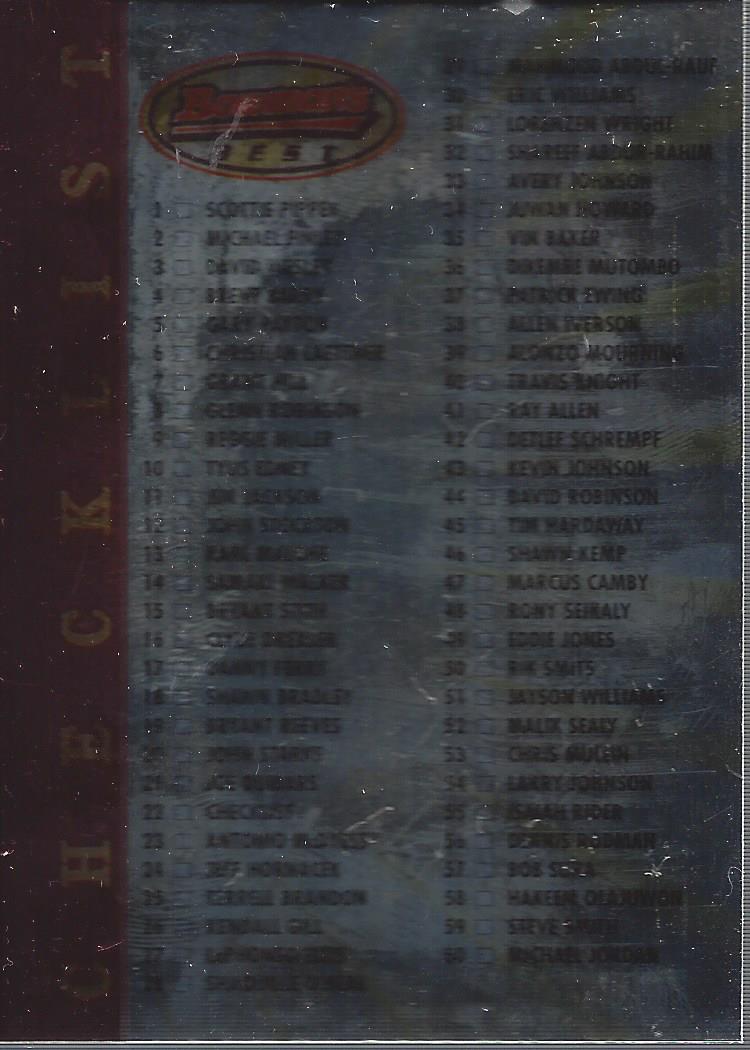 CHECKLIST
Bowman's
BEST
1 SCOTTIE PIPPEN
2 MICHAEL FINLEY
3 DAVID WESLEY
4 BRENT BARRY
5 GARY PAYTON
6 CHRISTIAN LAETTNER
7 GRANT HILL
8 GLENN ROBINSON
9 REGGIE MILLER
10 TYUS EDNEY
11 JIM JACKSON
12 JOHN STOCKTON
13 KARL MALONE
14 SAMAKI WALKER
15 BRYANT STITH
16 CLYDE DREXLER
17 DANNY FERRY
18 SHAWN BRADLEY
19 BRYANT REEVES
20 JOHN STARKS
21 JOE DUMARS
22 CHECKLIST
23 ANTONIO McDYESS
24 JEFF HORNACEK
25 TERRELL BRANDON
26 KENDALL GILL
27 LaPHONSO ELLIS
28 SHAQUILLE O'NEAL
29 MAHMOUD ABDUL-RAUF
30 ERIC WILLIAMS
31 LORENZEN WRIGHT
32 SHAREEF ABDUR-RAHIM
33 AVERY JOHNSON
34 JUWAN HOWARD
35 VIN BAKER
36 DIKEMBE MUTOMBO
37 PATRICK EWING
38 ALLEN IVERSON
39 ALONZO MOURNING
40 TRAVIS KNIGHT
41 RAY ALLEN
42 DETLEF SCHREMPF
43 KEVIN JOHNSON
44 DAVID ROBINSON
45 TIM HARDAWAY
46 SHAWN KEMP
47 MARCUS CAMBY
48 RONY SEIKALY
49 EDDIE JONES
50 RIK SMITS
51 JAYSON WILLIAMS
52 MALIK SEALY
53 CHRIS MULLIN
54 LARRY JOHNSON
55 ISAIAH RIDER
56 DENNIS RODMAN
57 BOB SURA
58 HAKEEM OLAJUWON
59 STEVE SMITH
60 MICHAEL JORDAN